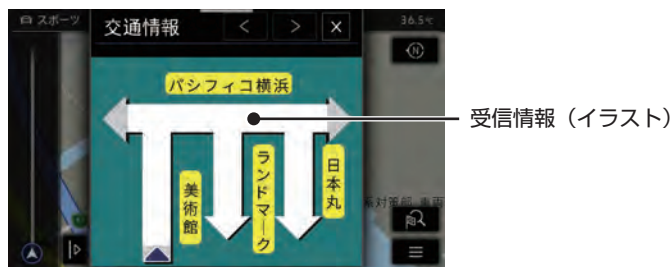 スポーツ
交通情報
<
>
×
36.5℃
N
パシフィコ横浜
受信情報（イラスト）
美術館
ランドマーク
日本丸